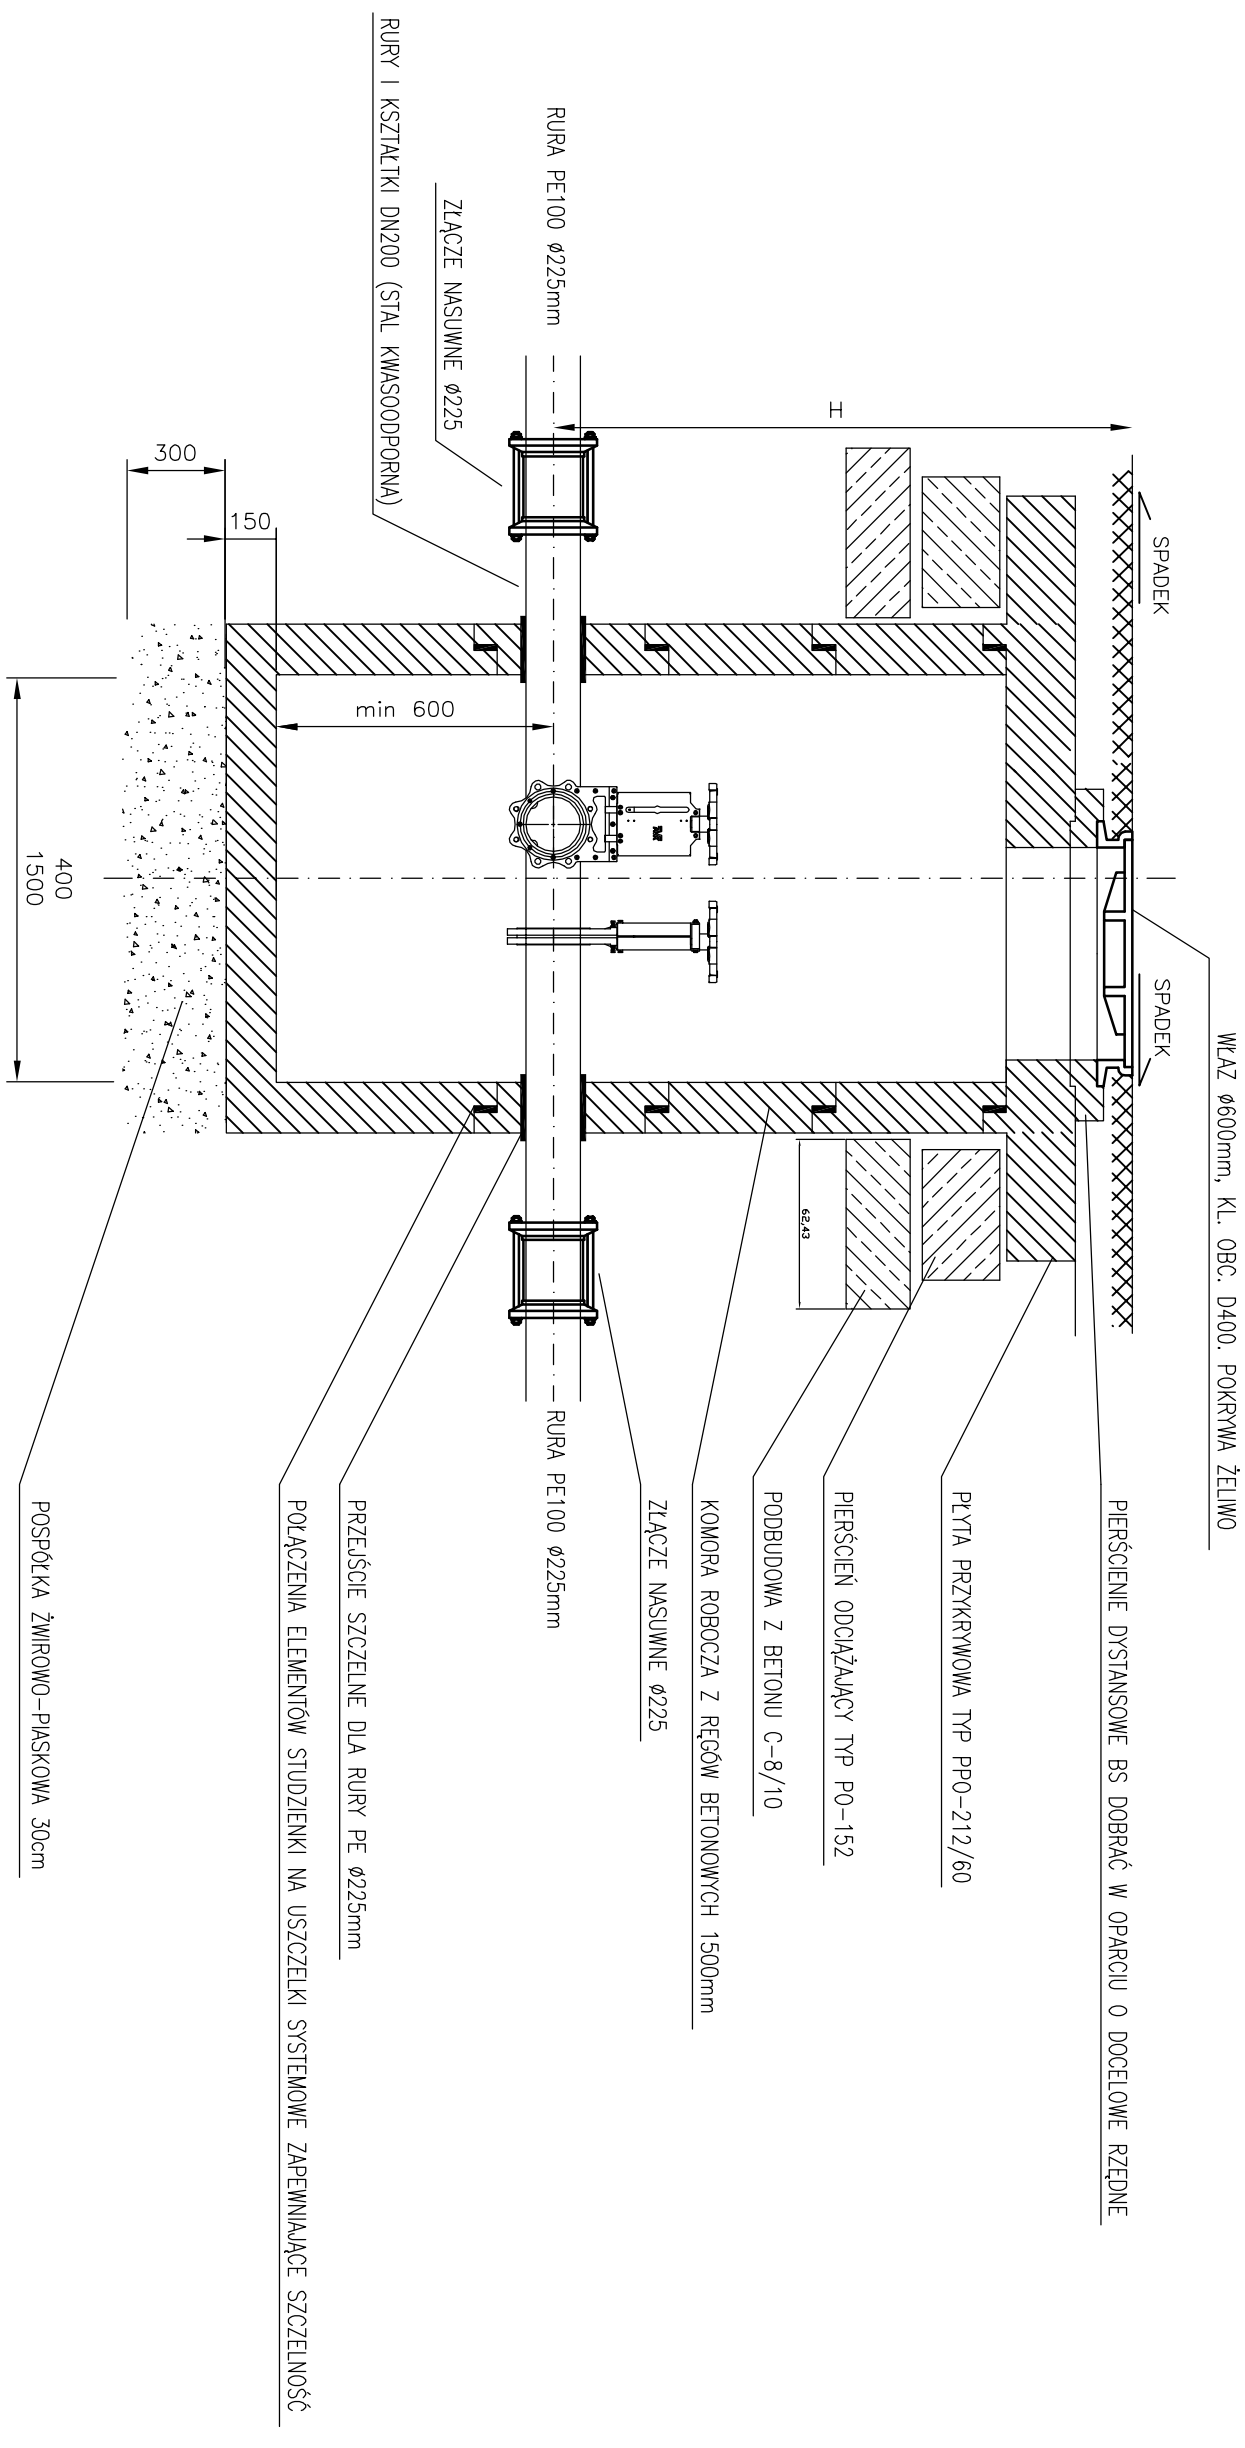 WŁAZ Ø600mm, KL. OBC. D400. POKRYWA ŻELIWO
SPADEK
SPADEK
PIERŚCIENIE DYSTANSOWE BS DOBRAĆ W OPARCIU O DOCELOWE RZĘDNE
PŁYTA PRZYKRYWOWA TYP PPO-212/60
PIERŚCIEŃ ODCIĄŻAJĄCY TYP PO-152
H
62,43
PODBUDOWA Z BETONU C-8/10
KOMORA ROBOCZA Z RĘGÓW BETONOWYCH 1500mm
ZŁĄCZE NASUWNE Ø225
RURA PE100 Ø225mm
RURA PE100 Ø225mm
ZŁĄCZE NASUWNE Ø225
RURY I KSZTAŁTKI DN200 (STAL KWASOODPORNA)
min 600
PRZEJŚCIE SZCZELNE DLA RURY PE Ø225mm
POŁĄCZENIA ELEMENTÓW STUDZIENKI NA USZCZELKI SYSTEMOWE ZAPEWNIAJĄCE SZCZELNOŚĆ
150
300
400
1500
POSPÓŁKA ŻWIROWO-PIASKOWA 30cm